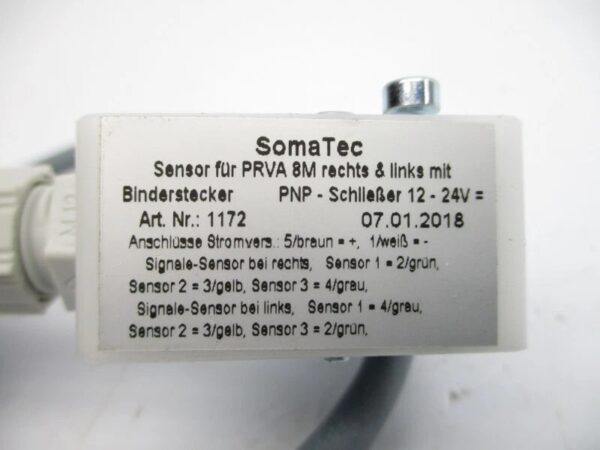 SomaTec
Sensor für PRVA 8M rechts & links mit
Binderstecker PNP - Schließer 12 - 24V =
Art. Nr.: 1172 07.01.2018
Anschlüsse Stromvers.: 5/braun = +, 1/weiß = -
Signale-Sensor bei rechts, Sensor 1 = 2/grün,
Sensor 2 = 3/gelb, Sensor 3 = 4/grau,
Signale-Sensor bei links, Sensor 1 = 4/grau,
Sensor 2 = 3/gelb, Sensor 3 = 2/grün,